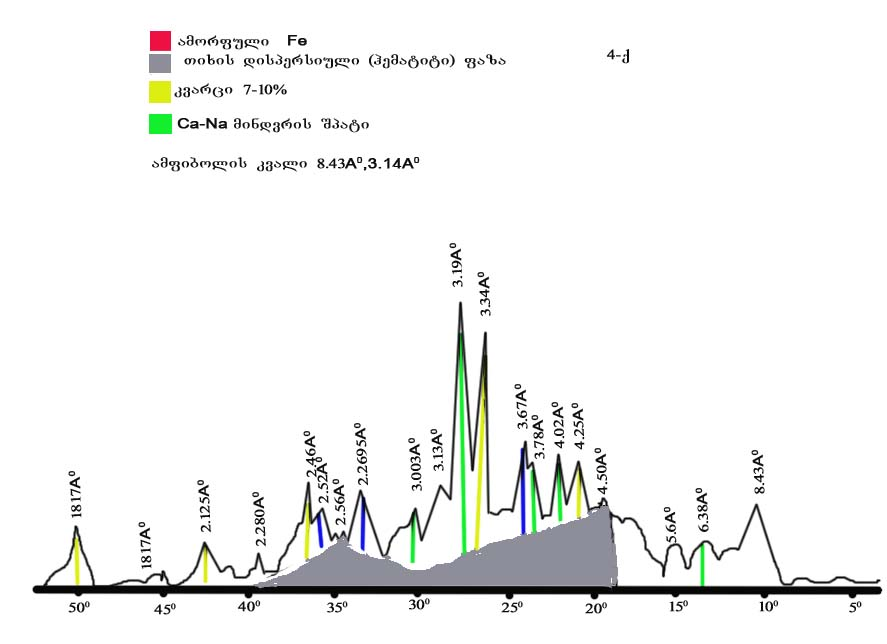 ამორფული Fe
თიხის დისპერსიული (ჰემატიტი) ფაზა
4-ქ
კვარცი 7-10%
Ca-Na მინდვრის შპატი
ამფიბოლის კვალი 8.43A⁰,3.14A⁰
1817A⁰
1817A⁰
2.125A⁰
2.280A⁰
2.46A⁰
2.52A⁰
2.56A⁰
2.2695A⁰
3.003A⁰
3.13A⁰
3.19A⁰
3.34A⁰
3.67A⁰
3.78A⁰
4.02A⁰
4.25A⁰
4.50A⁰
5.6A⁰
6.38A⁰
8.43A⁰
50⁰ 45⁰ 40⁰ 35⁰ 30⁰ 25⁰ 20⁰ 15⁰ 10⁰ 5⁰